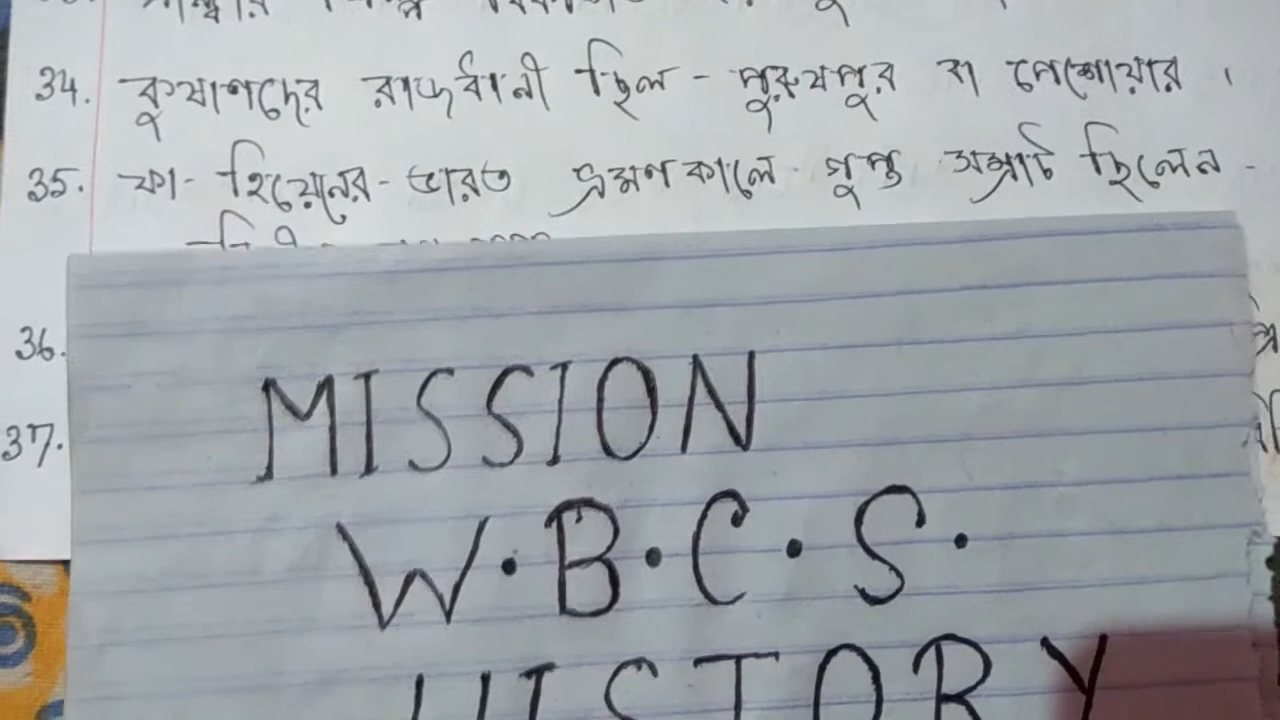 34. কুষাণদের রাজধানী ছিল - পুরুষপুর বা পেশোয়ার ।
35. ফা- হিয়েনের - ভারত ভ্রমণকালে গুপ্ত সম্রাট ছিলেন -
36.
37.
MISSION
W.B.C.S.
HISTORY